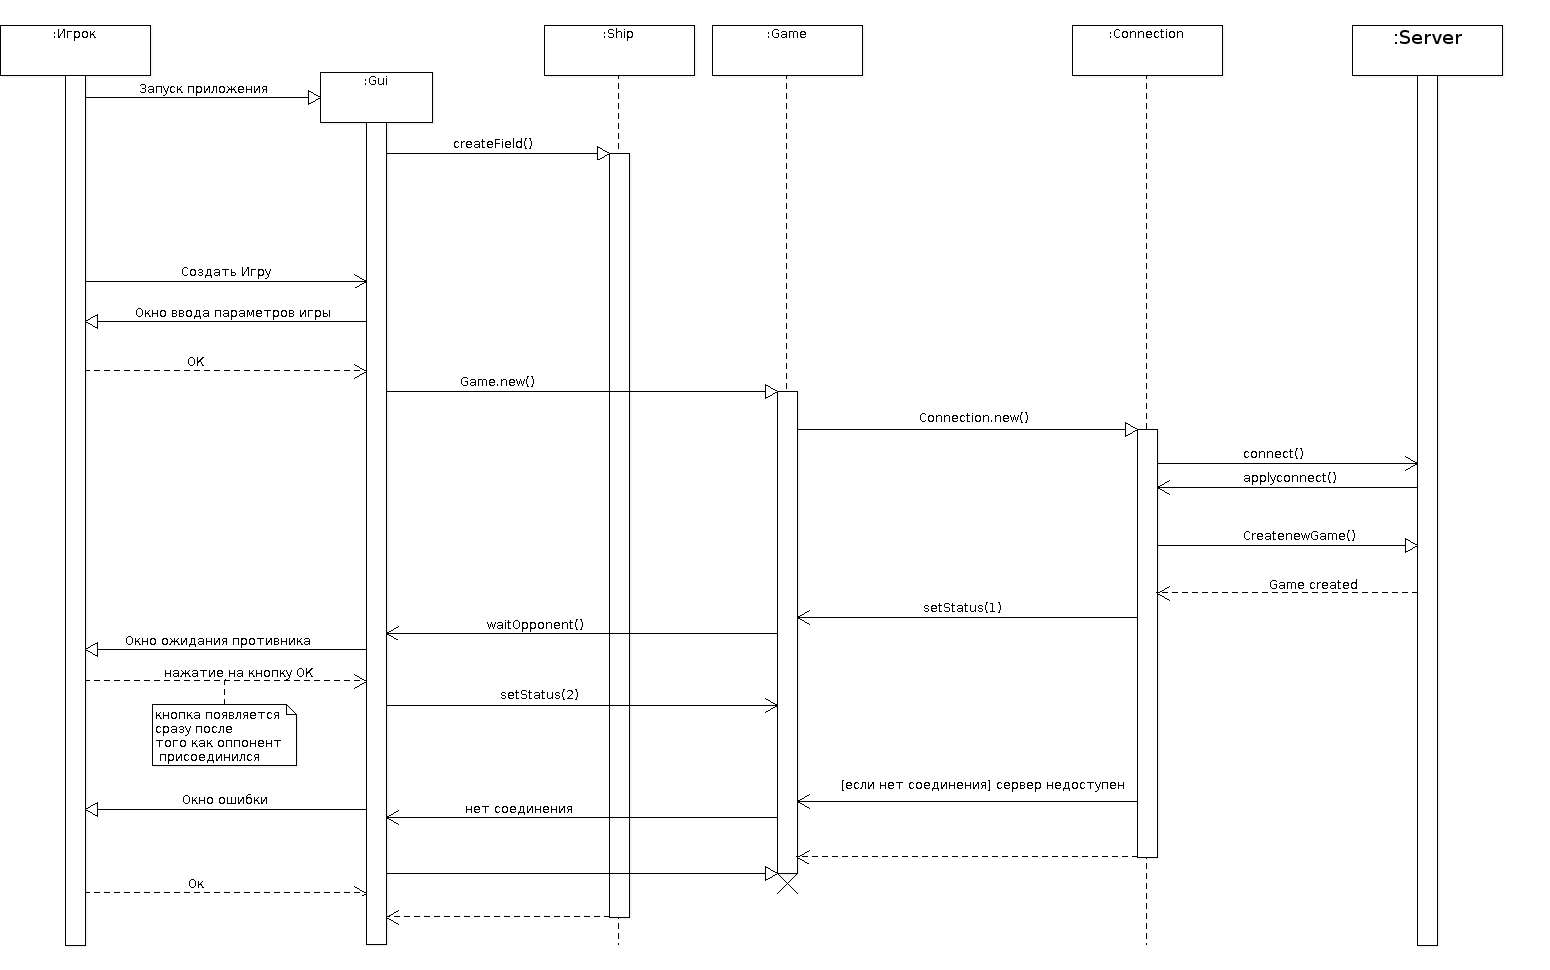 :Игрок
:Ship
:Game
:Connection
:Server
:Gui
Запуск приложения
createField()
Создать Игру
Окно ввода параметров игры
OK
Game.new()
Connection.new()
connect()
applyconnect()
CreatenewGame()
Game created
setStatus(1)
waitOpponent()
Окно ожидания противника
нажатие на кнопку ОК
setStatus(2)
кнопка появляется
сразу после
того как оппонент
присоединился
[если нет соединения] сервер недоступен
Окно ошибки
нет соединения
Ок